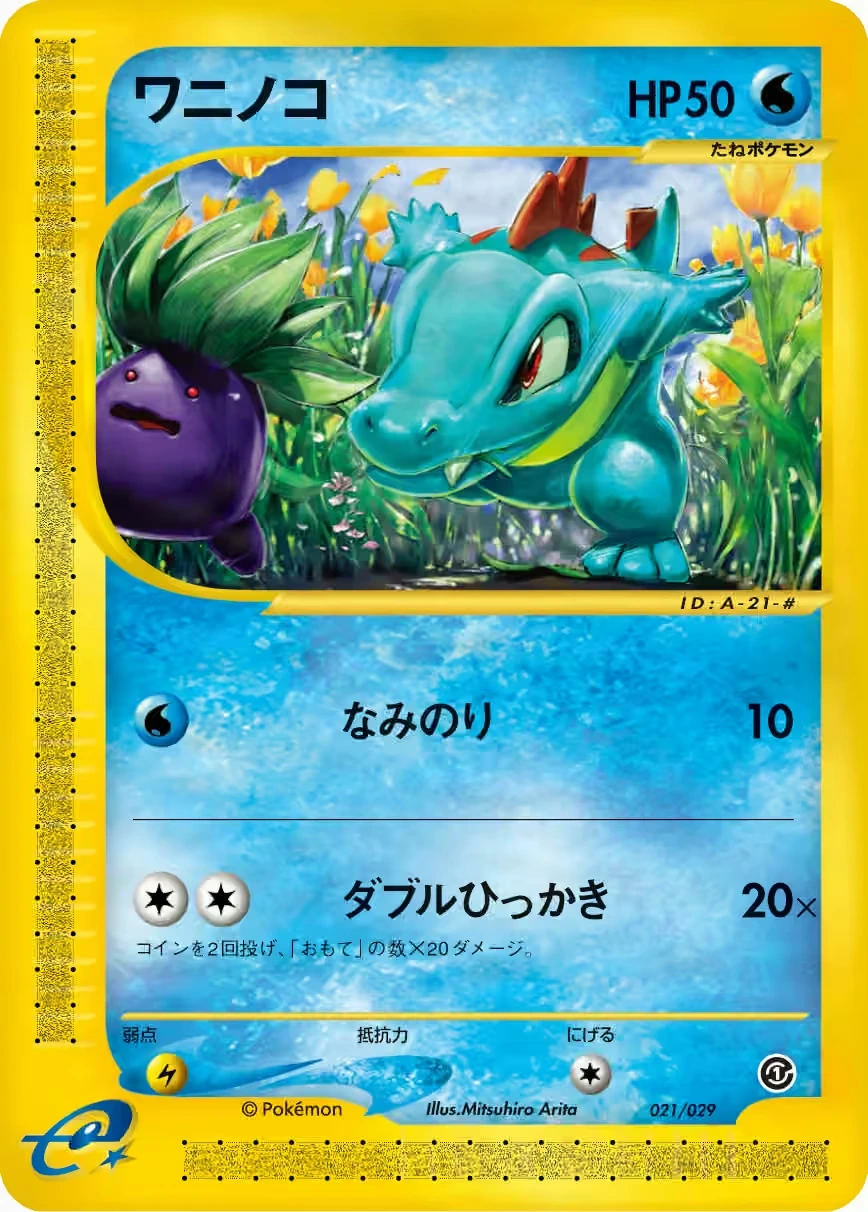 ワニノコ
HP50
たねポケモン
ID:A-21-#
なみのり 10
ダブルひっかき 20×
コインを2回投げ、「おもて」の数×20ダメージ。
弱点 抵抗力 にげる
© Pokémon Illus.Mitsuhiro Arita 021/029
e
1